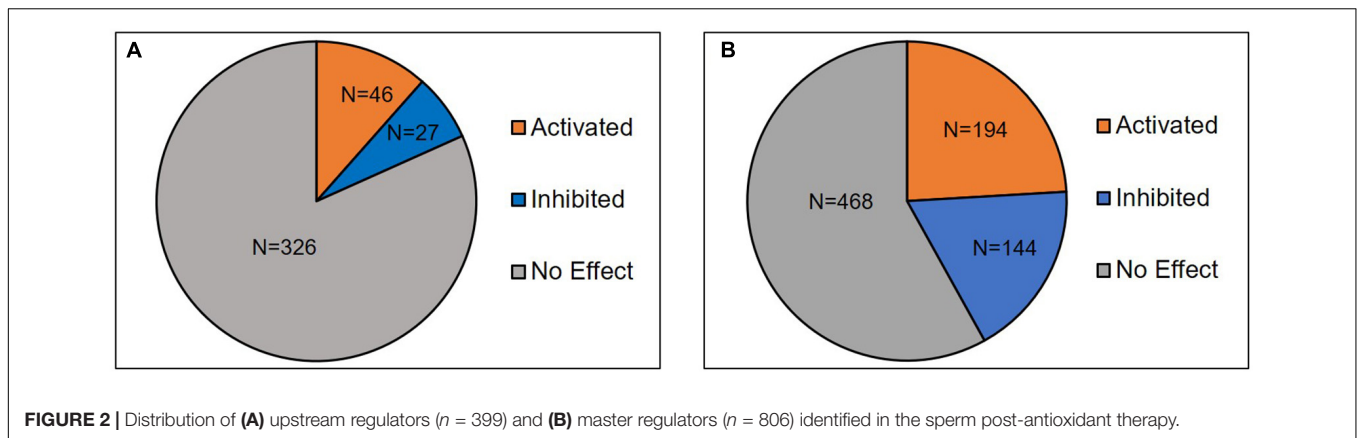 A
N=46
N=27
N=326
Activated
Inhibited
No Effect
B
N=194
N=144
N=468
Activated
Inhibited
No Effect
FIGURE 2 | Distribution of (A) upstream regulators (n = 399) and (B) master regulators (n = 806) identified in the sperm post-antioxidant therapy.